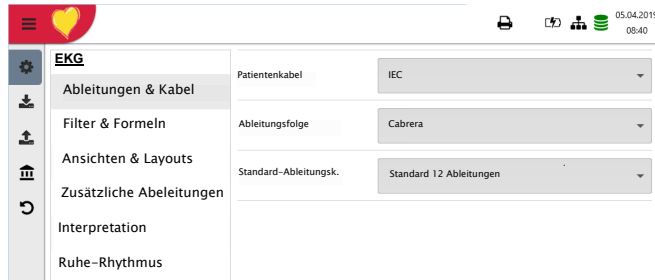 05.04.2019
08:40
EKG
Ableitungen & Kabel
Filter & Formeln
Ansichten & Layouts
Zusätzliche Abeleitungen
Interpretation
Ruhe-Rhythmus
Patientenkabel
IEC
Ableitungsfolge
Cabrera
Standard-Ableitungsk.
Standard 12 Ableitungen